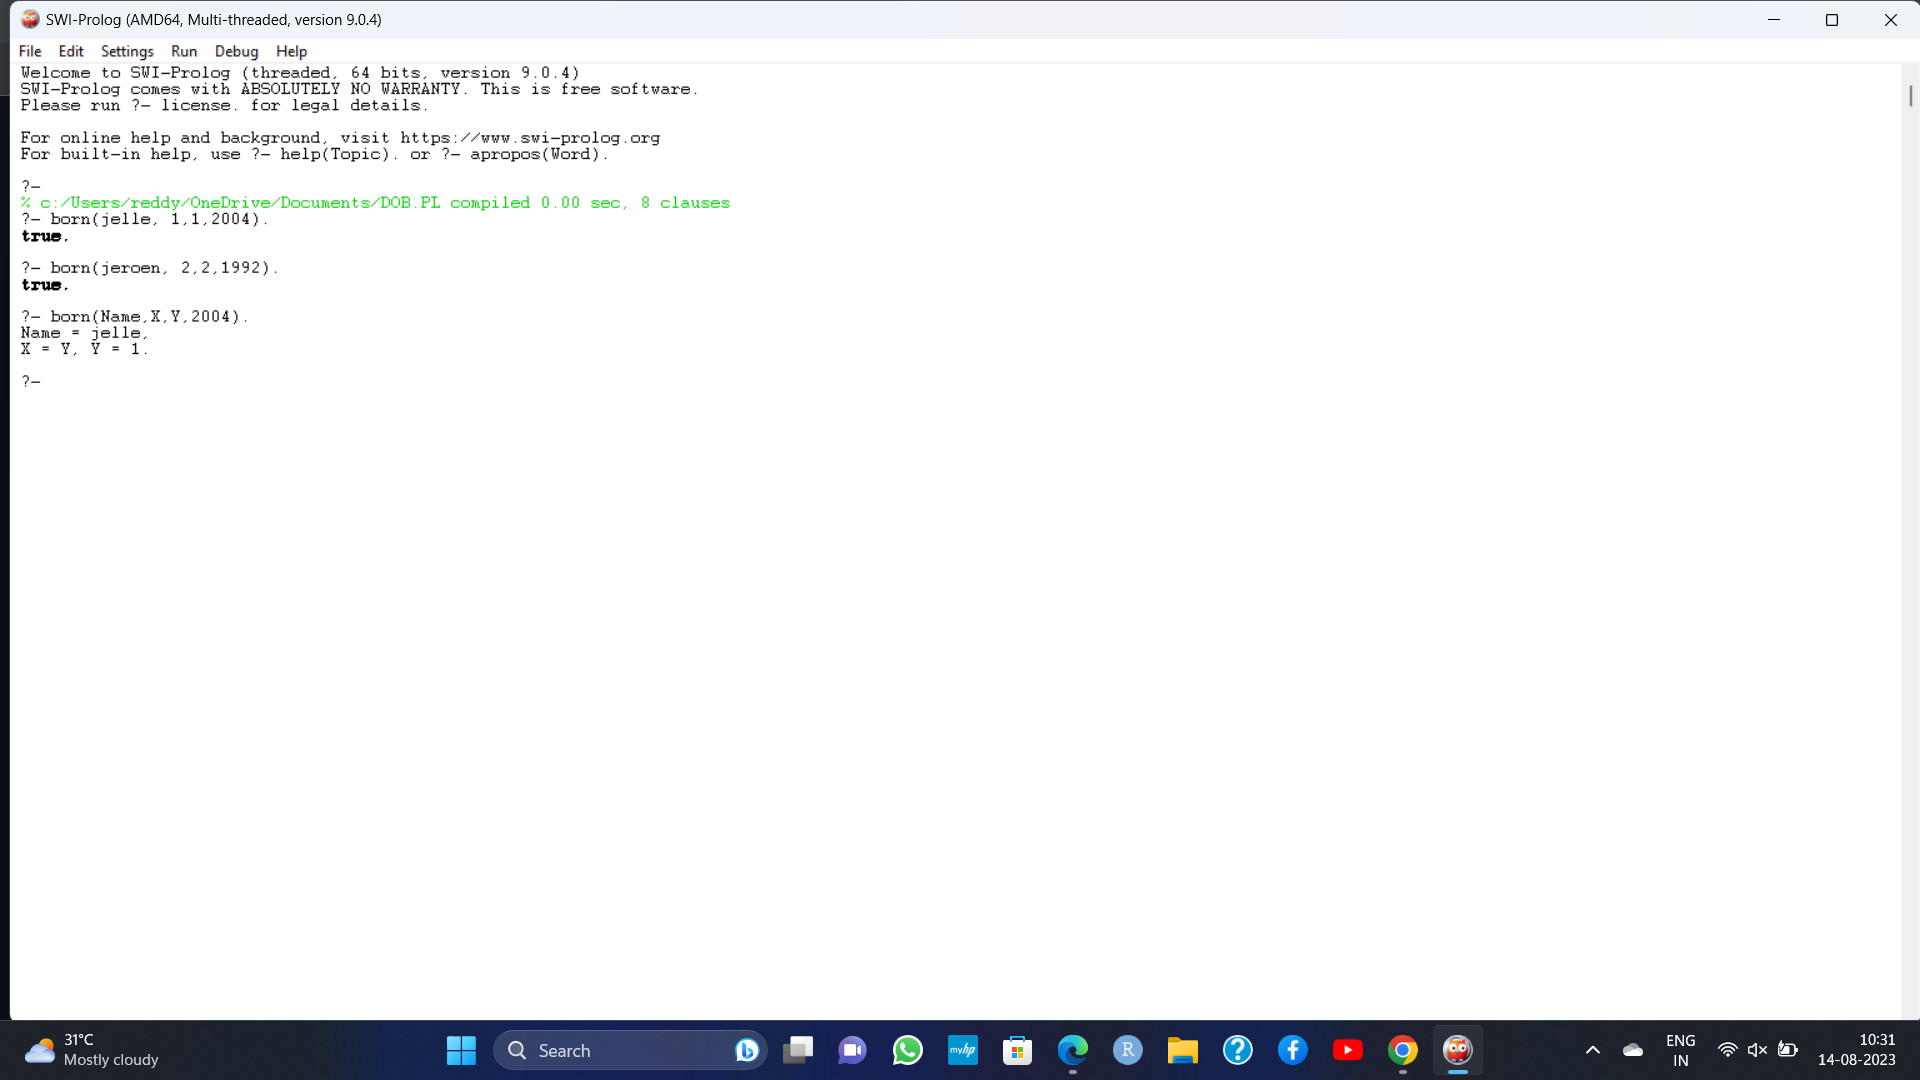 SWI-Prolog (AMD64, Multi-threaded, version 9.0.4)
File Edit Settings Run Debug Help
Welcome to SWI-Prolog (threaded, 64 bits, version 9.0.4)
SWI-Prolog comes with ABSOLUTELY NO WARRANTY. This is free software.
Please run ?- license. for legal details.
For online help and background, visit https://www.swi-prolog.org
For built-in help, use ?- help(Topic). or ?- apropos(Word).
?-
% c:/Users/reddy/OneDrive/Documents/DOB.PL compiled 0.00 sec, 8 clauses
?- born(jelle, 1,1,2004).
true.
?- born(jeroen, 2,2,1992).
true.
?- born(Name,X,Y,2004).
Name = jelle,
X = Y, Y = 1.
?-
31°C
Mostly cloudy
Search
myhp
R
ENG
IN
10:31
14-08-2023